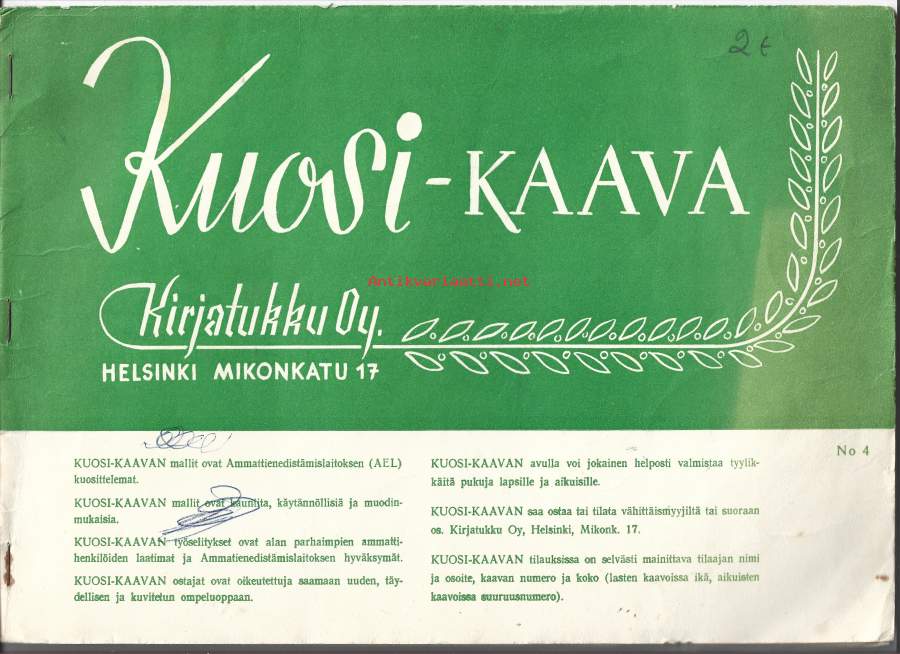 2 €
Kuosi-KAAVA
Antikvariaatti.net
Kirjatukku Oy.
HELSINKI MIKONKATU 17
No 4
KUOSI-KAAVAN mallit ovat Ammattienedistämislaitoksen (AEL)
kuosittelemat.
KUOSI-KAAVAN mallit ovat kauniita, käytännöllisiä ja muodin-
mukaisia.
KUOSI-KAAVAN työselitykset ovat alan parhaimpien ammatti-
henkilöiden laatimat ja Ammatienedistämislaitoksen hyväksymät.
KUOSI-KAAVAN ostajat ovat oikeutettuja saamaan uuden, täy-
dellisen ja kuvitetun ompeluoppaan.
KUOSI-KAAVAN avulla voi jokainen helposti valmistaa tyylik-
käitä pukuja lapsille ja aikuisille.
KUOSI-KAAVAN saa ostaa tai tilata vähittäismyyjiltä tai suoraan
os. Kirjatukku Oy, Helsinki, Mikonk. 17.
KUOSI-KAAVAN tilauksissa on selvästi mainittava tilaajan nimi
ja osoite, kaavan numero ja koko (lasten kaavoissa ikä, aikuisten
kaavoissa suuruusnumero).